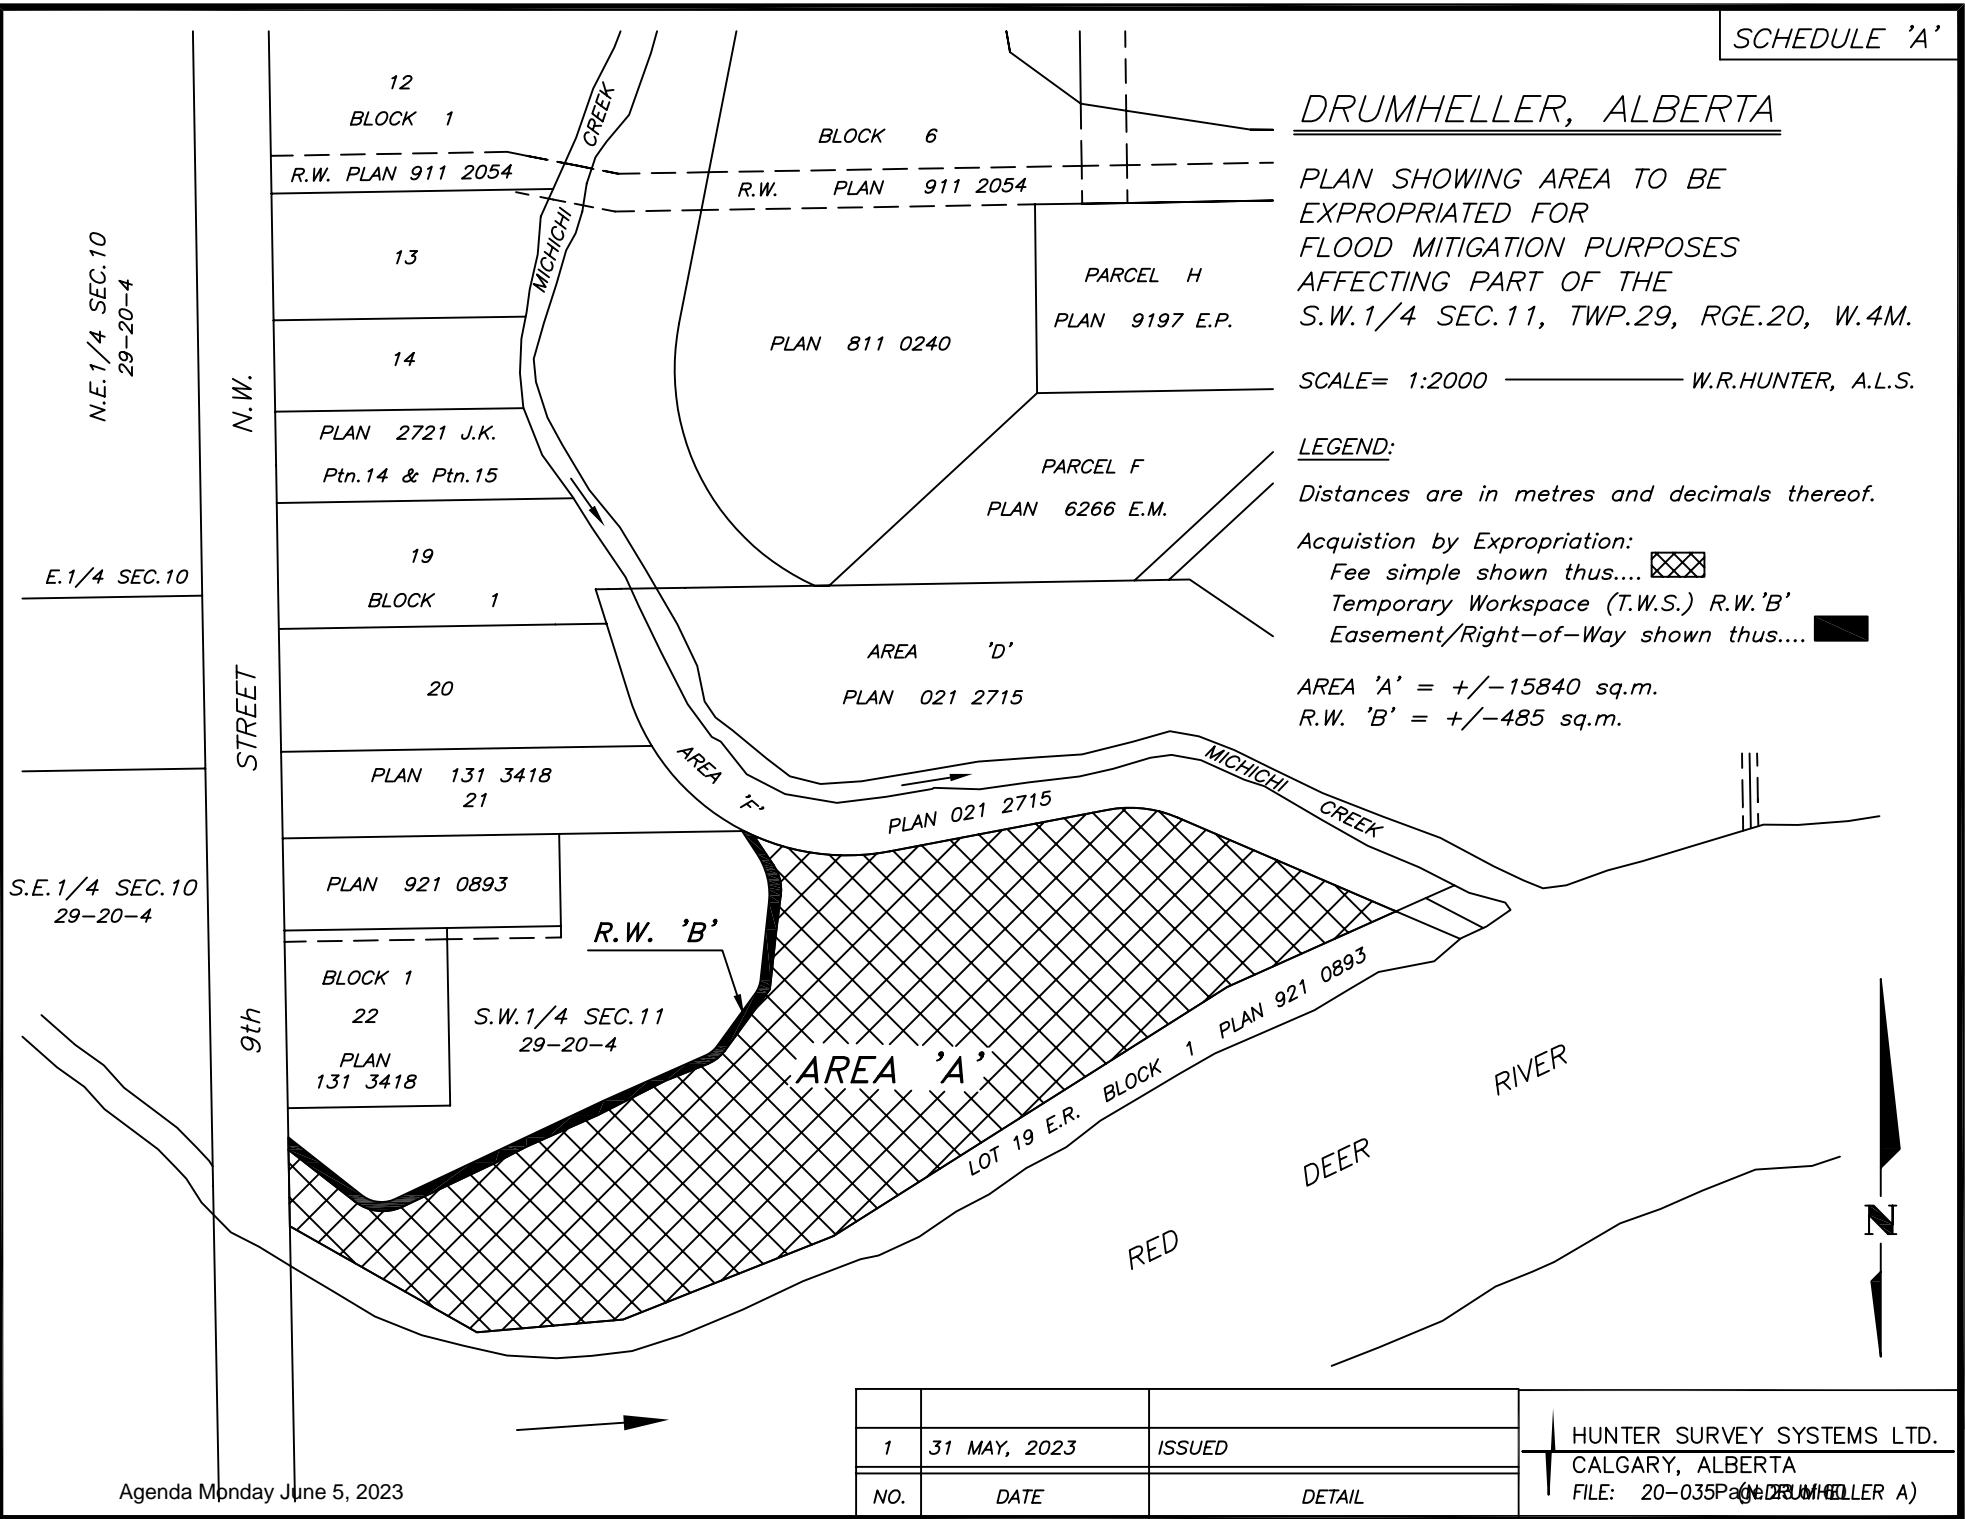 SCHEDULE 'A'
DRUMHELLER, ALBERTA
PLAN SHOWING AREA TO BE
EXPROPRIATED FOR
FLOOD MITIGATION PURPOSES
AFFECTING PART OF THE
S.W.1/4 SEC.11, TWP.29, RGE.20, W.4M.
SCALE= 1:2000 W.R.HUNTER, A.L.S.
LEGEND:
Distances are in metres and decimals thereof.
Acquistion by Expropriation:
Fee simple shown thus....
Temporary Workspace (T.W.S.) R.W.'B'
Easement/Right-of-Way shown thus....
AREA 'A' = +/-15840 sq.m.
R.W. 'B' = +/-485 sq.m.
12
BLOCK 1
R.W. PLAN 911 2054
MICHICHI CREEK
BLOCK 6
R.W. PLAN 911 2054
13
14
PLAN 2721 J.K.
Ptn.14 & Ptn.15
19
BLOCK 1
20
PLAN 131 3418
21
PLAN 921 0893
BLOCK 1
22
PLAN
131 3418
N.E.1/4 SEC.10
29-20-4
E.1/4 SEC.10
S.E.1/4 SEC.10
29-20-4
9th STREET N.W.
PLAN 811 0240
PARCEL H
PLAN 9197 E.P.
PARCEL F
PLAN 6266 E.M.
AREA 'D'
PLAN 021 2715
AREA 'F'
PLAN 021 2715
MICHICHI CREEK
R.W. 'B'
S.W.1/4 SEC.11
29-20-4
AREA 'A'
LOT 19 E.R. BLOCK 1 PLAN 921 0893
RED DEER RIVER
N
1 31 MAY, 2023 ISSUED
NO. DATE DETAIL
HUNTER SURVEY SYSTEMS LTD.
CALGARY, ALBERTA
FILE: 20-035 (N.DRUMHELLER A)
Agenda Monday June 5, 2023
Page 23 of 60